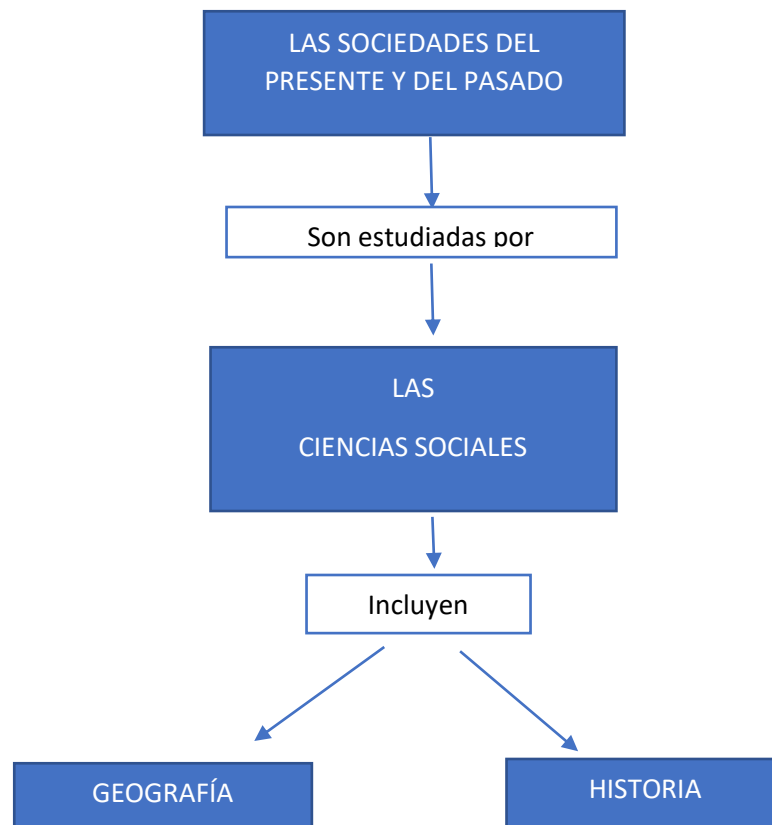 LAS SOCIEDADES DEL
PRESENTE Y DEL PASADO
Son estudiadas por
LAS
CIENCIAS SOCIALES
Incluyen
GEOGRAFÍA
HISTORIA